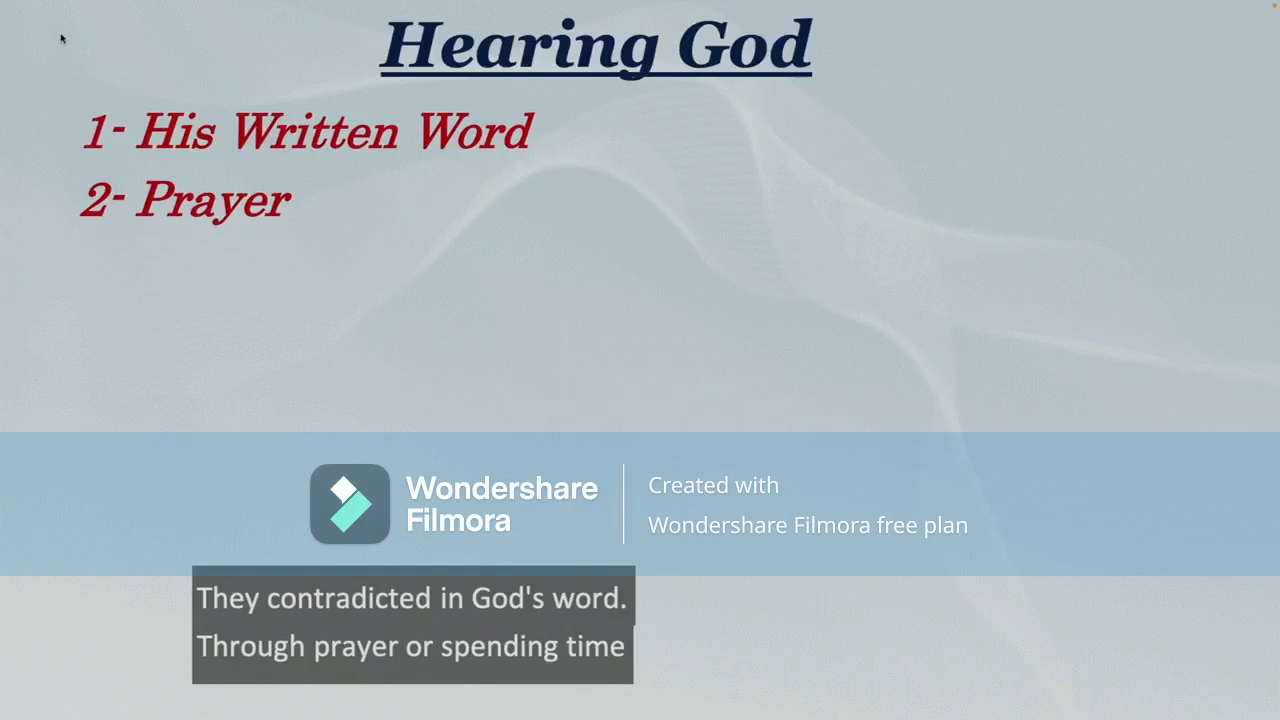 Hearing God
1- His Written Word
2- Prayer
Wondershare
Filmora
Created with
Wondershare Filmora free plan
They contradicted in God's word.
Through prayer or spending time